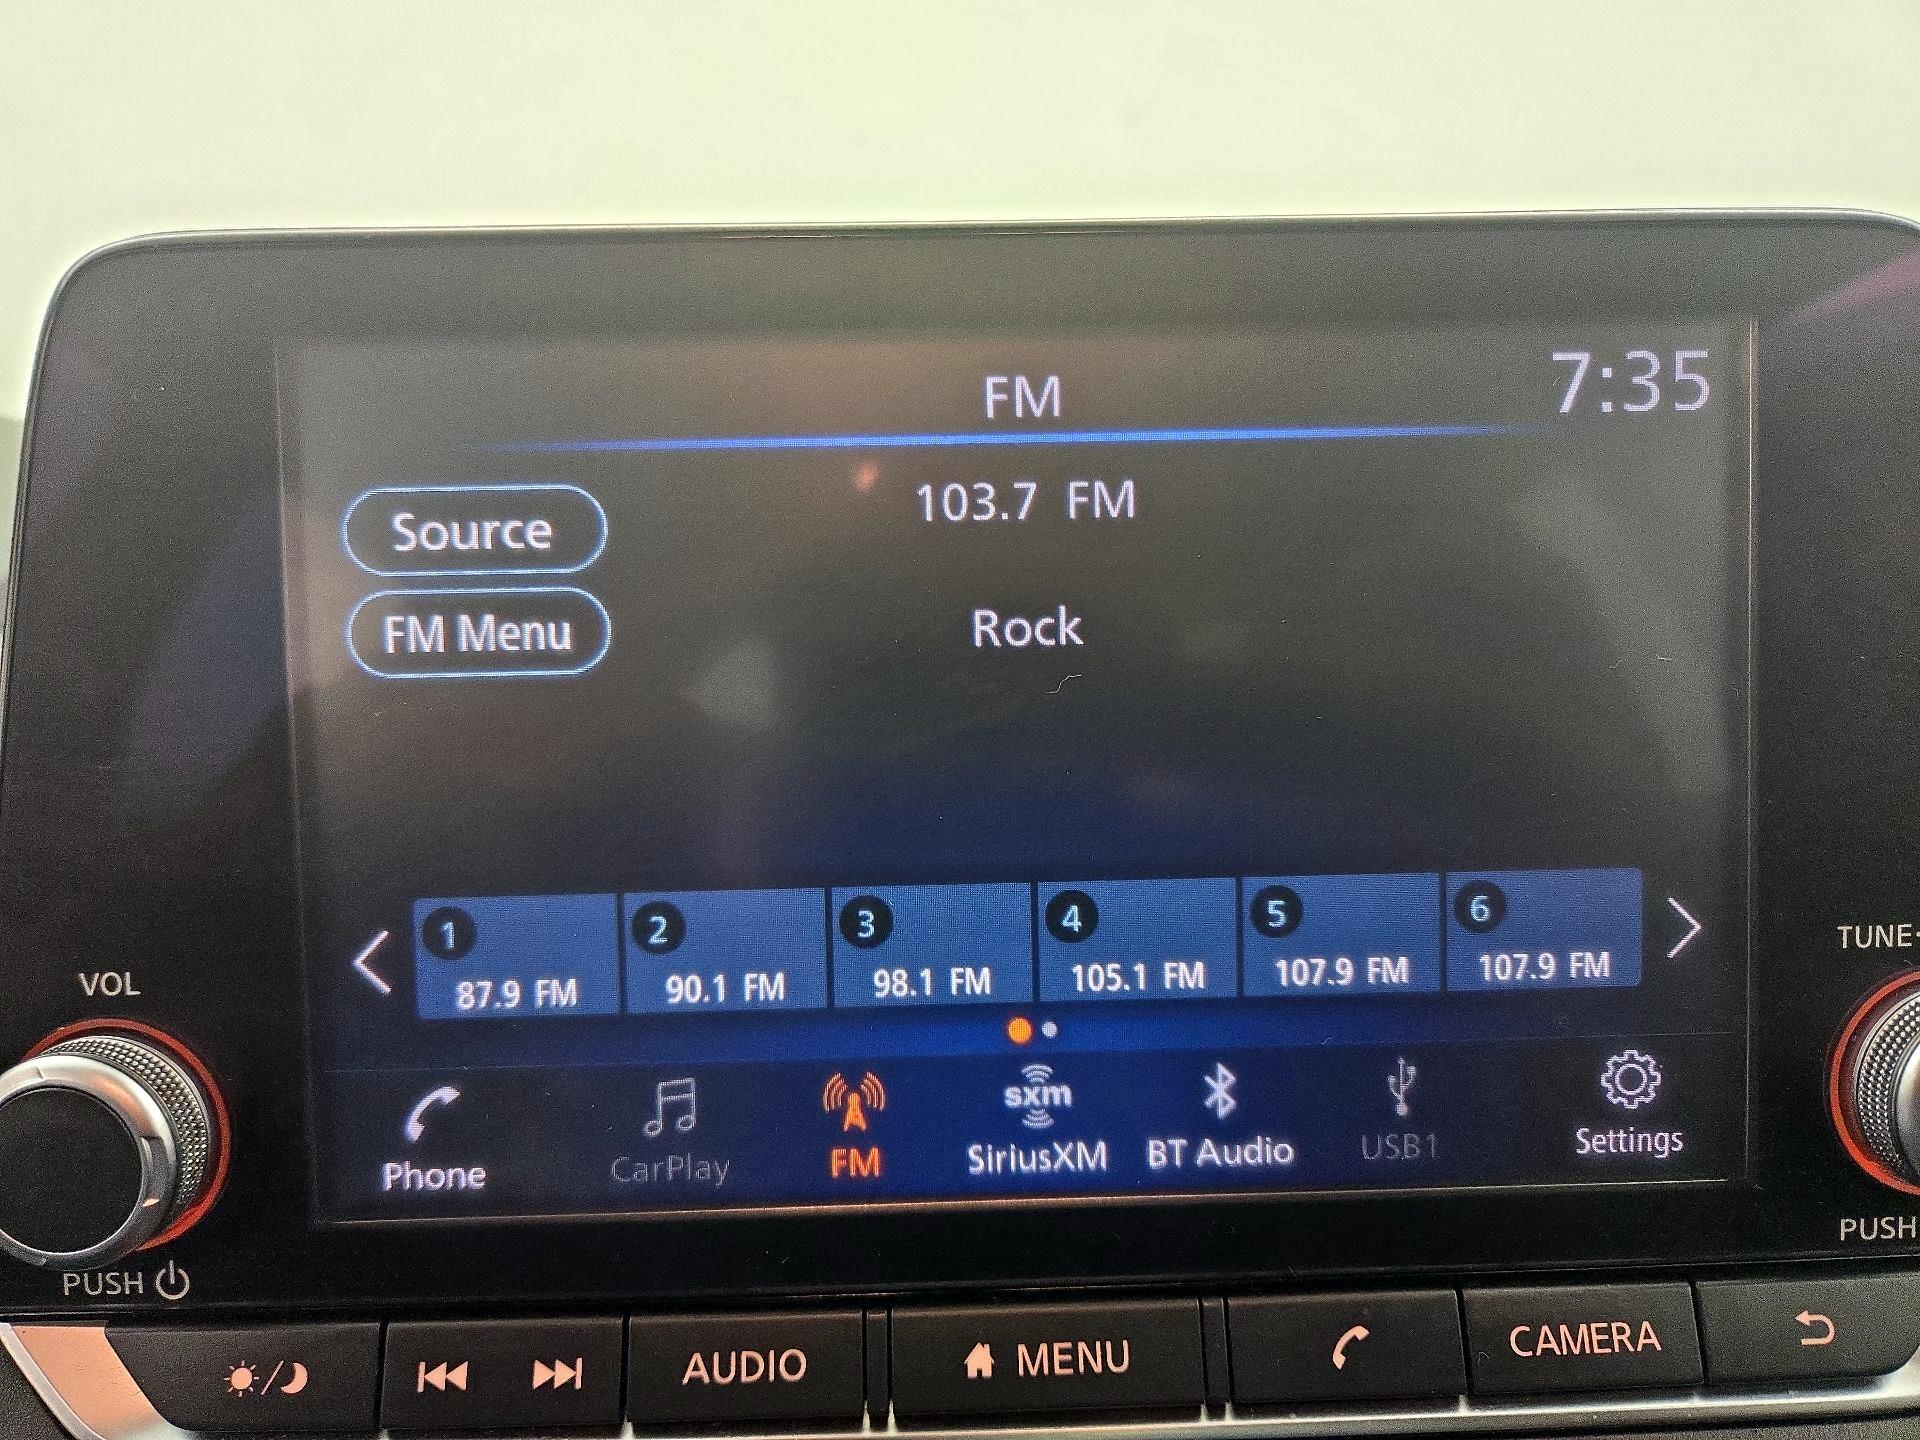 FM
7:35
Source
103.7 FM
FM Menu
Rock
1
2
3
4
5
6
87.9 FM
90.1 FM
98.1 FM
105.1 FM
107.9 FM
107.9 FM
VOL
TUNE
Phone
CarPlay
FM
sxm
SiriusXM
BT Audio
USB1
Settings
PUSH
PUSH
AUDIO
MENU
CAMERA